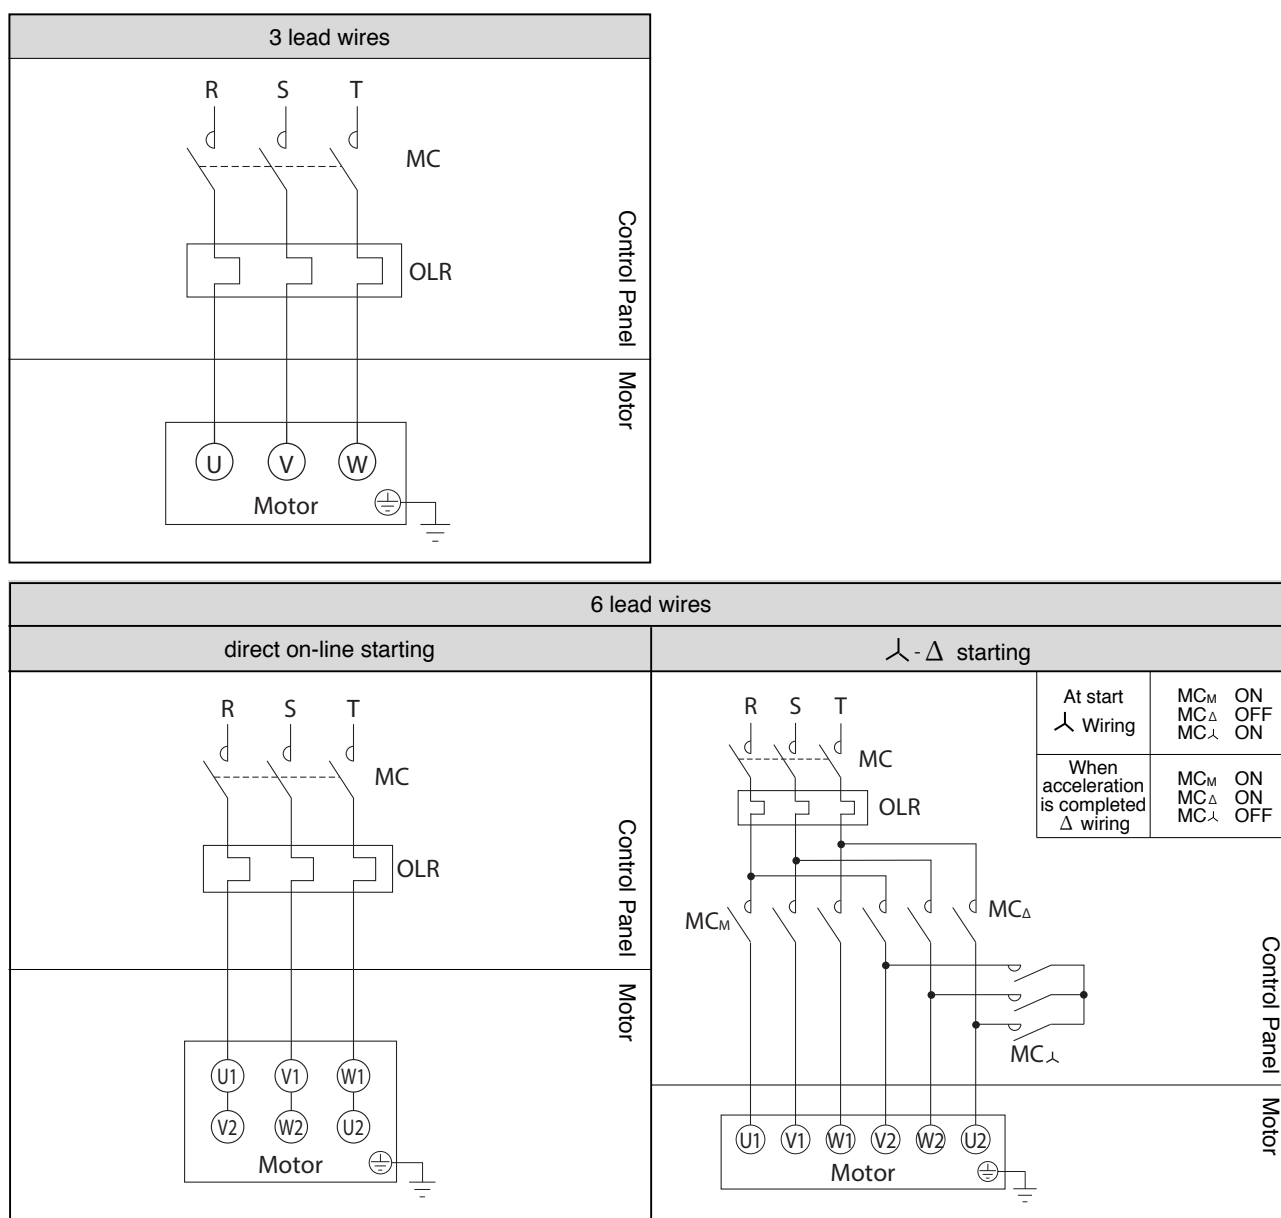 3 lead wires
R S T
MC
OLR
Control Panel
Motor
U V W
Motor
6 lead wires
direct on-line starting
R S T
MC
OLR
Control Panel
Motor
U1 V1 W1
V2 W2 U2
Motor
⅄ - Δ starting
At start
⅄ Wiring
MCM ON
MCΔ OFF
MC⅄ ON
When
acceleration
is completed
Δ wiring
MCM ON
MCΔ ON
MC⅄ OFF
R S T
MC
OLR
MCM
MCΔ
MC⅄
Control Panel
Motor
U1 V1 W1 V2 W2 U2
Motor